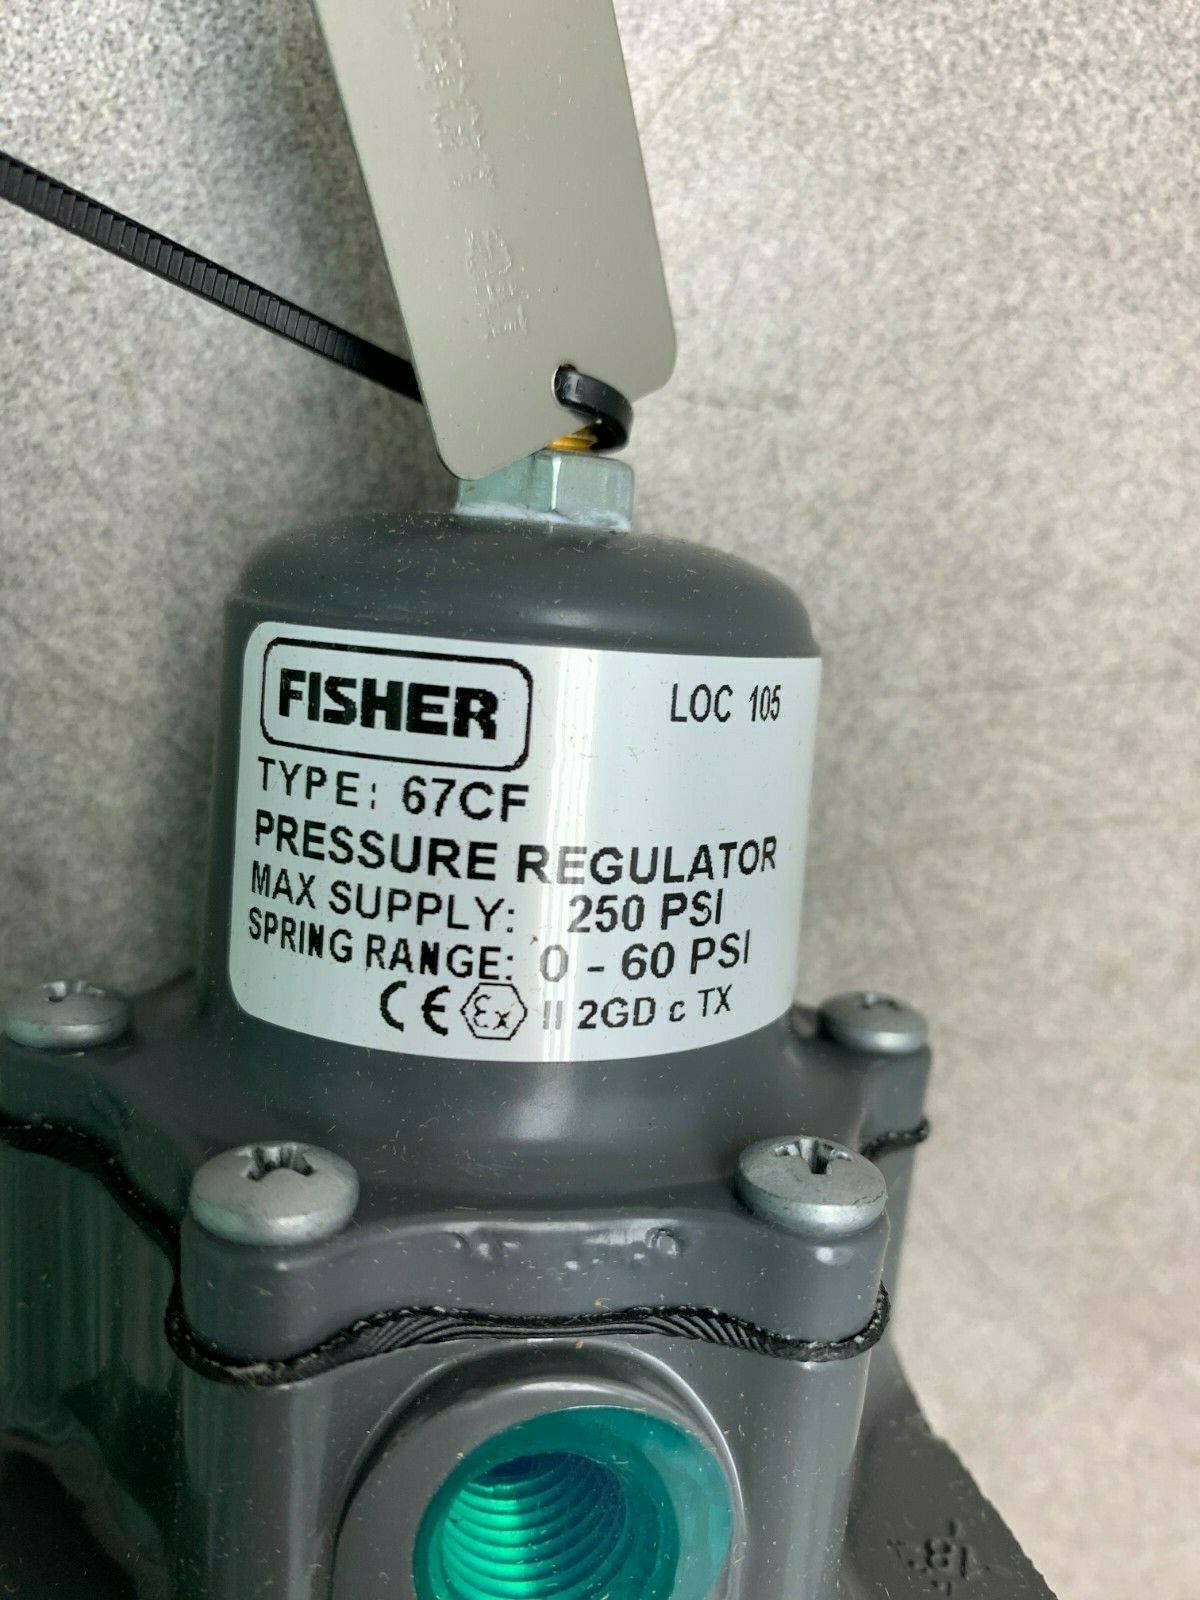 FISHER
LOC 105
TYPE: 67CF
PRESSURE REGULATOR
MAX SUPPLY: 250 PSI
SPRING RANGE: 0 - 60 PSI
CE Ex II 2GD c TX